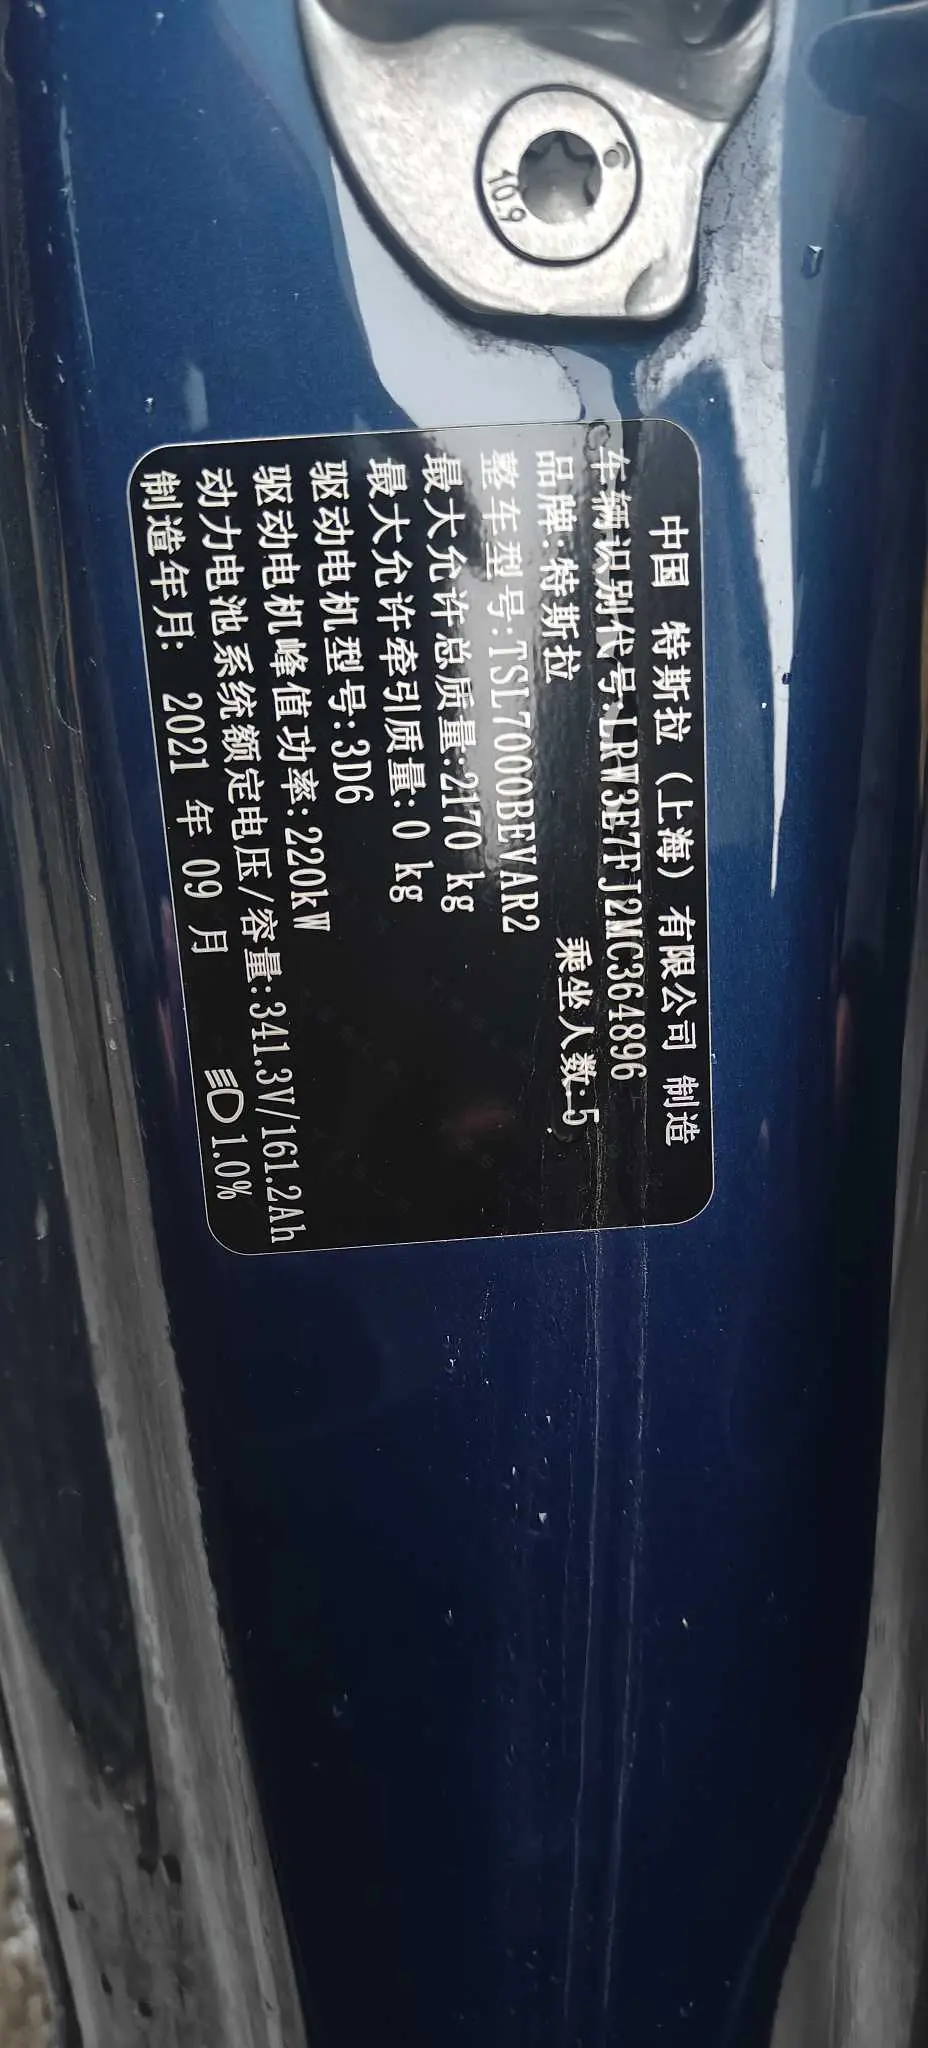 10.9
中国 特斯拉（上海）有限公司 制造
车辆识别代号:LRW3E7FJ2MC364896
品牌:特斯拉 乘坐人数:5
整车型号:TSL7000BEVAR2
最大允许总质量:2170 kg
最大允许牵引质量:0 kg
驱动电机型号:3D6
驱动电机峰值功率:220kW
动力电池系统额定电压/容量:341.3V/161.2Ah
制造年月: 2021 年 09 月 1.0%